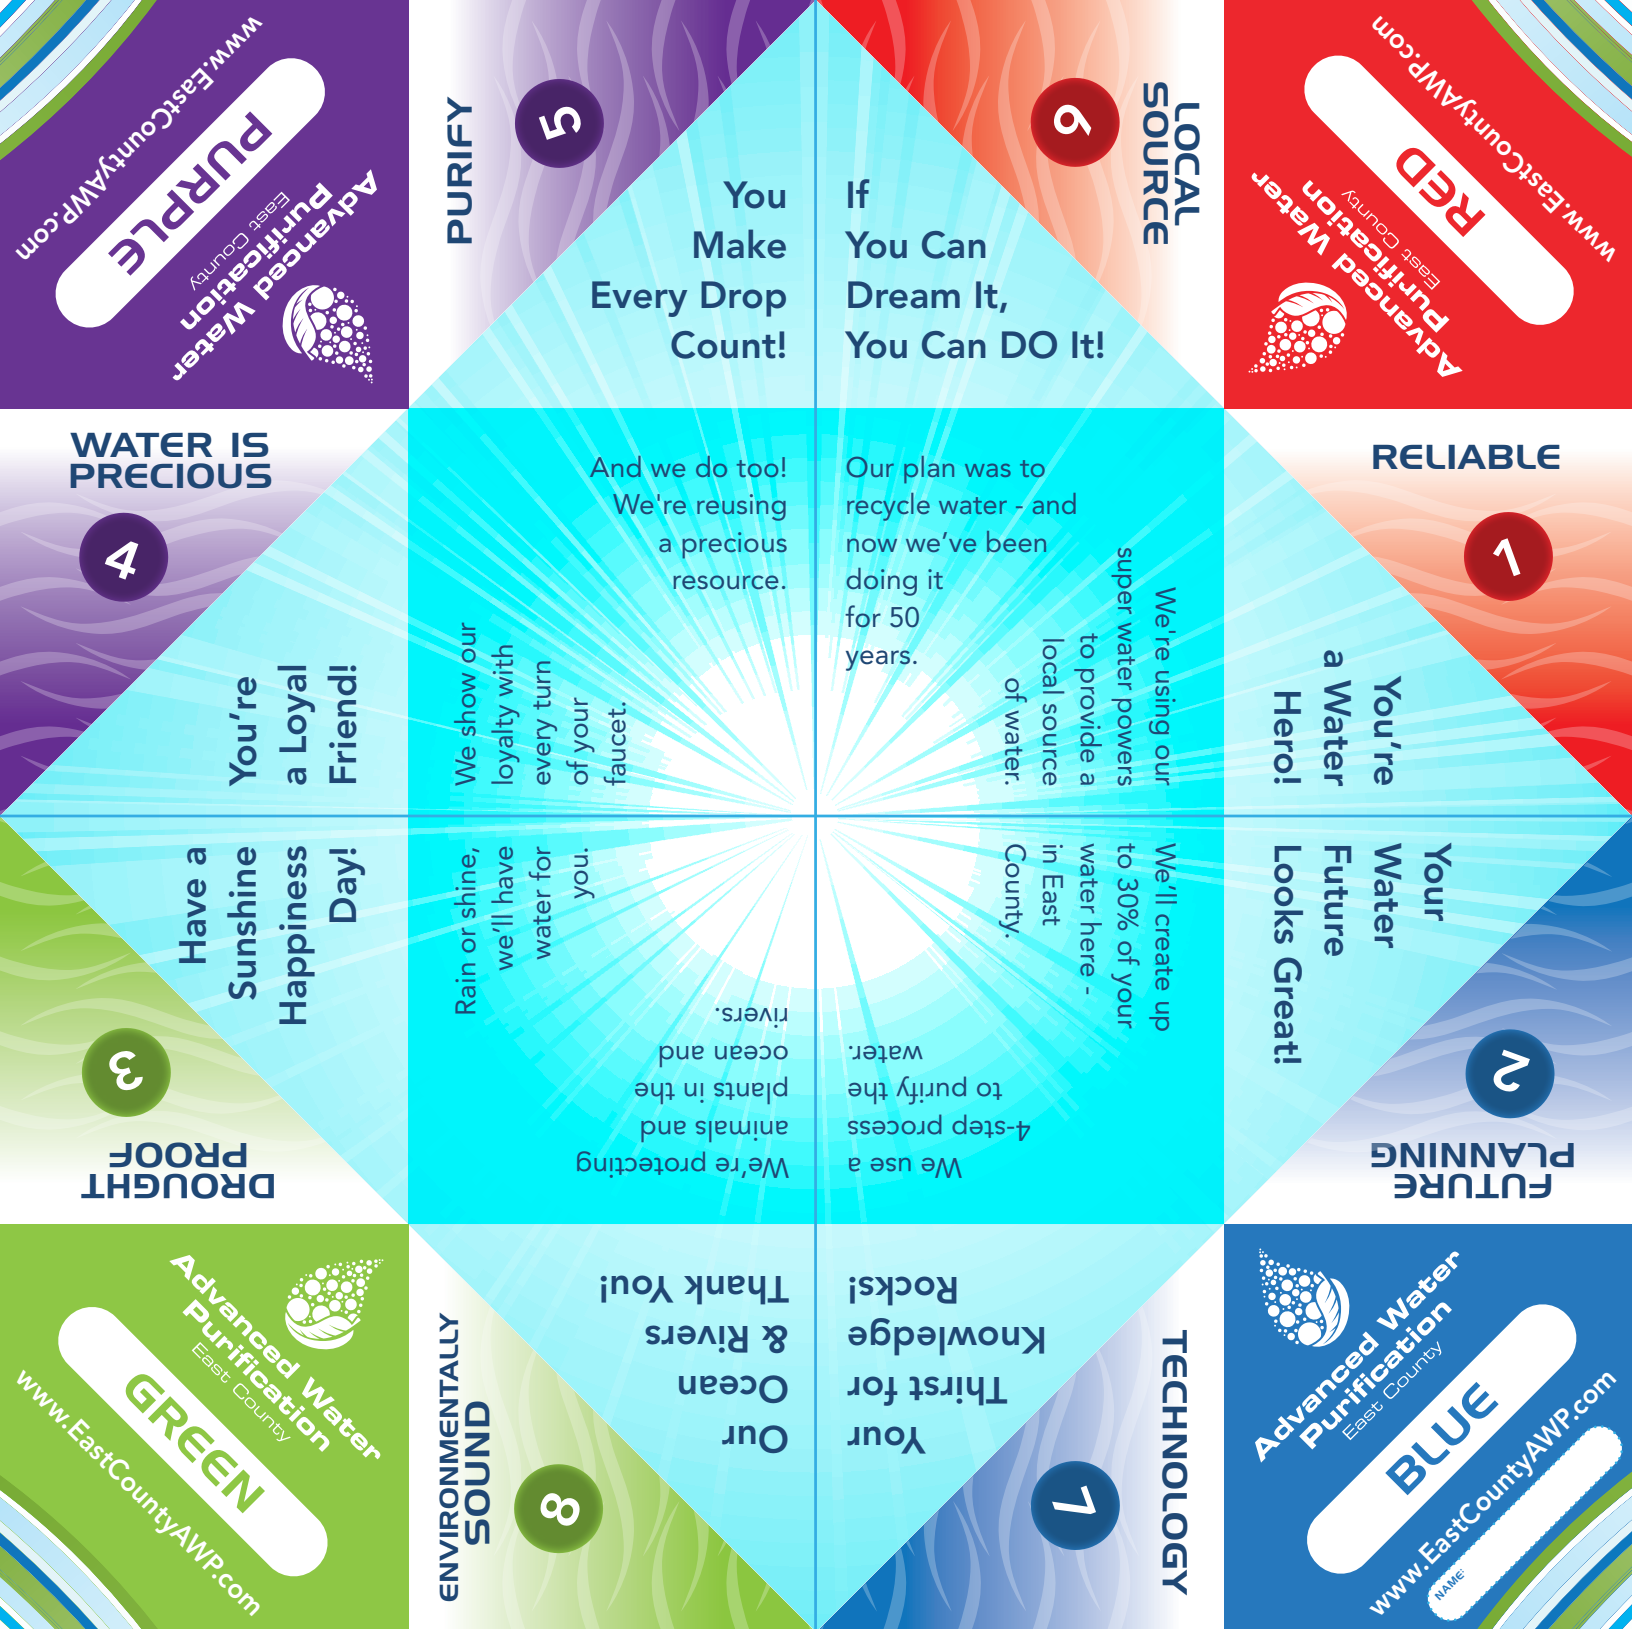 www.EastCountyAWP.com
PURPLE
Advanced Water
Purification
East County
PURIFY
5
You
Make
Every Drop
Count!
If
You Can
Dream It,
You Can DO It!
6
LOCAL
SOURCE
www.EastCountyAWP.com
RED
Advanced Water
Purification
East County
WATER IS
PRECIOUS
4
You're
a Loyal
Friend!
We show our
loyalty with
every turn
of your
faucet.
And we do too!
We're reusing
a precious
resource.
Our plan was to
recycle water - and
now we’ve been
doing it
for 50
years.
We're using our
super water powers
to provide a
local source
of water.
You’re
a Water
Hero!
RELIABLE
1
Have a
Sunshine
Happiness
Day!
Rain or shine,
we’ll have
water for
you.
3
DROUGHT
PROOF
We’re protecting
animals and
plants in the
ocean and
rivers.
We use a
4-step process
to purify the
water.
We’ll create up
to 30% of your
water here -
in East
County.
Your
Water
Future
Looks Great!
2
FUTURE
PLANNING
Advanced Water
Purification
East County
GREEN
www.EastCountyAWP.com
ENVIRONMENTALLY
SOUND
8
Our
Ocean
& Rivers
Thank You!
Your
Thirst for
Knowledge
Rocks!
7
TECHNOLOGY
Advanced Water
Purification
East County
BLUE
www.EastCountyAWP.com
NAME: